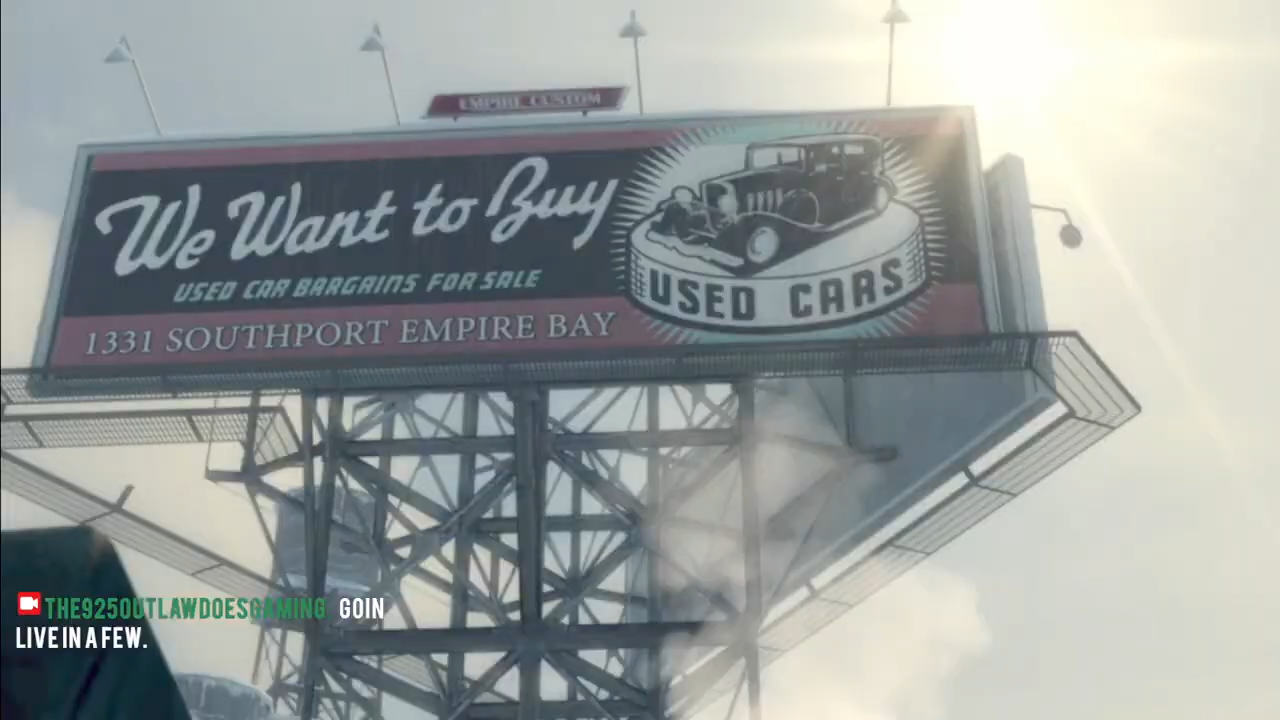 EMPIRE CUSTOM
We Want to Buy
USED CAR BARGAINS FOR SALE
1331 SOUTHPORT EMPIRE BAY
USED CARS
THE925OUTLAWDOESGAMING GOIN
LIVE IN A FEW.